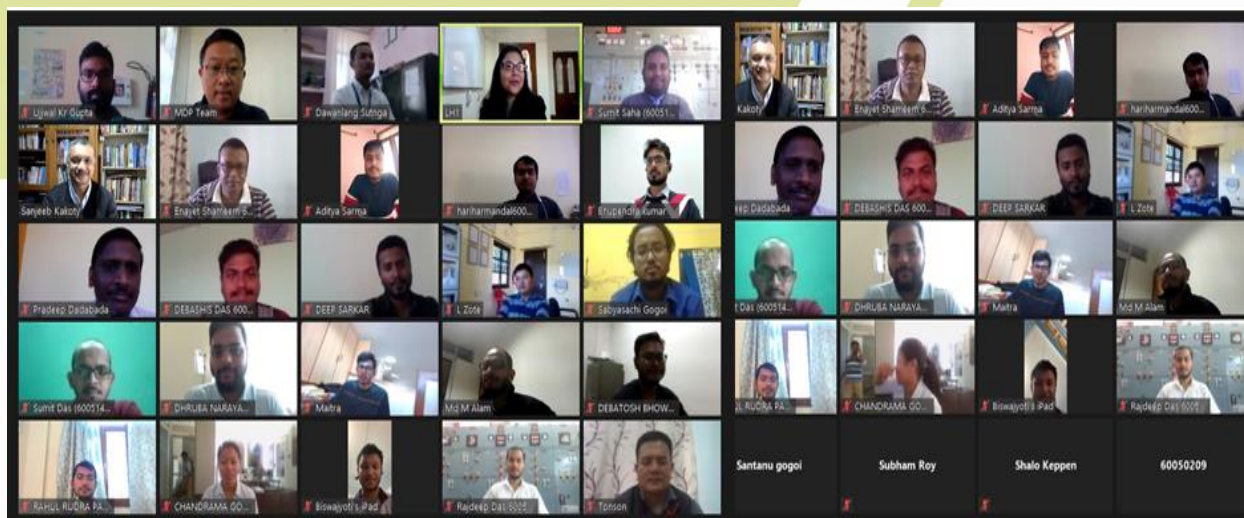 Ujjwal Kr Gupta
MDP Team
Dawanlang Sutnga
LH1
Sumit Saha (60051...
Sanjeeb Kakoty
Enayet Shameem 6...
Aditya Sarma
hariharmandal600...
Bhupendra kumar
Pradeep Dadabada
DEBASHIS DAS 600...
DEEP SARKAR
L Zote
Sabyasachi Gogoi
Sumit Das (600514...
DHRUBA NARAYA...
Maitra
Md M Alam
DEBATOSH BHOW...
RAHUL RUDRA PA...
CHANDRAMA GO...
Biswajyoti's iPad
Rajdeep Das 6005...
Tonson
Kakoty
Enayet Shameem 6...
Aditya Sarma
hariharmandal600...
eep Dadabada
DEBASHIS DAS 600...
DEEP SARKAR
L Zote
t Das (600514...
DHRUBA NARAYA...
Maitra
Md M Alam
UL RUDRA PA...
CHANDRAMA GO...
Biswajyoti's iPad
Rajdeep Das 6005...
Santanu gogoi
Subham Roy
Shalo Keppen
60050209